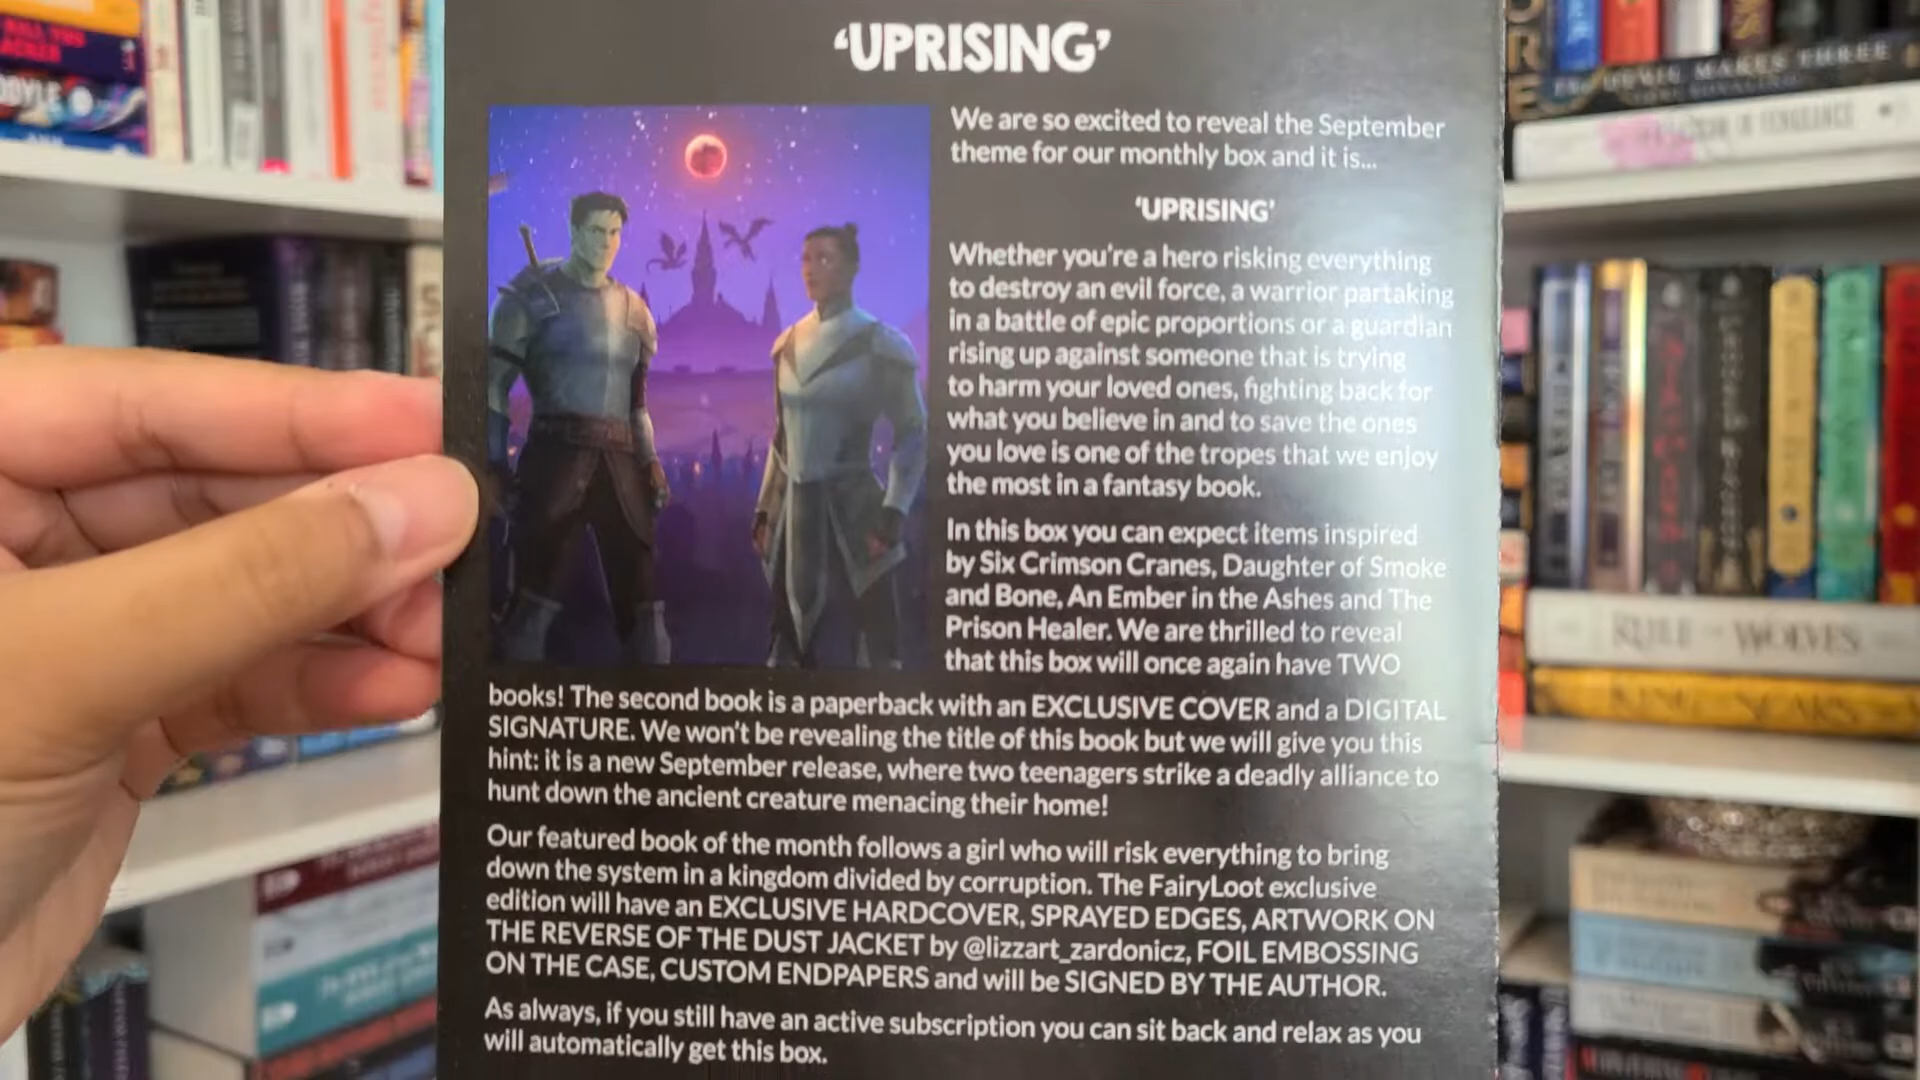 ‘UPRISING’
We are so excited to reveal the September
theme for our monthly box and it is...
‘UPRISING’
Whether you're a hero risking everything
to destroy an evil force, a warrior partaking
in a battle of epic proportions or a guardian
rising up against someone that is trying
to harm your loved ones, fighting back for
what you believe in and to save the ones
you love is one of the tropes that we enjoy
the most in a fantasy book.
In this box you can expect items inspired
by Six Crimson Cranes, Daughter of Smoke
and Bone, An Ember in the Ashes and The
Prison Healer. We are thrilled to reveal
that this box will once again have TWO
books! The second book is a paperback with an EXCLUSIVE COVER and a DIGITAL
SIGNATURE. We won't be revealing the title of this book but we will give you this
hint: it is a new September release, where two teenagers strike a deadly alliance to
hunt down the ancient creature menacing their home!
Our featured book of the month follows a girl who will risk everything to bring
down the system in a kingdom divided by corruption. The FairyLoot exclusive
edition will have an EXCLUSIVE HARDCOVER, SPRAYED EDGES, ARTWORK ON
THE REVERSE OF THE DUST JACKET by @lizzart_zardonicz, FOIL EMBOSSING
ON THE CASE, CUSTOM ENDPAPERS and will be SIGNED BY THE AUTHOR.
As always, if you still have an active subscription you can sit back and relax as you
will automatically get this box.
MAKES THREE
VENGEANCE
RULE OF WOLVES
KING SCARS